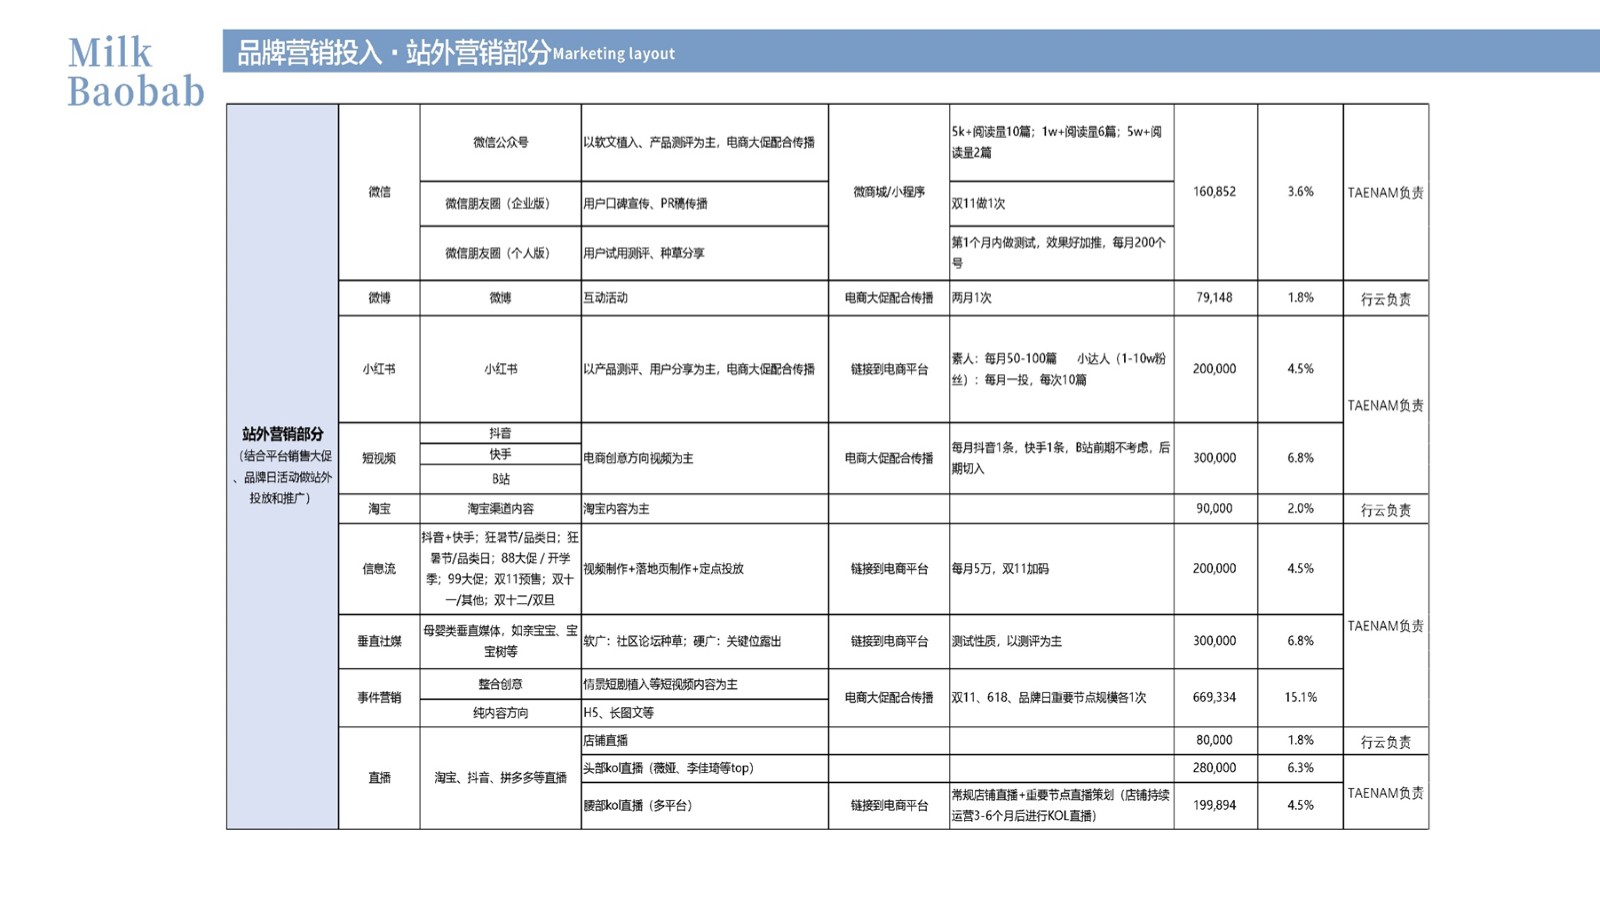 Milk
Baobab
品牌营销投入·站外营销部分Marketing layout
站外营销部分
（结合平台销售大促
、品牌日活动做站外
投放和推广）
微信
微信公众号
以软文植入、产品测评为主，电商大促配合传播
微商城/小程序
5k+阅读量10篇；1w+阅读量6篇；5w+阅
读量2篇
160,852
3.6%
TAENAM负责
微信朋友圈（企业版）
用户口碑宣传、PR稿传播
双11做1次
微信朋友圈（个人版）
用户试用测评、种草分享
第1个月内做测试，效果好加推，每月200个
号
微博
微博
互动活动
电商大促配合传播
两月1次
79,148
1.8%
行云负责
小红书
小红书
以产品测评、用户分享为主，电商大促配合传播
链接到电商平台
素人：每月50-100篇 小达人（1-10w粉
丝）：每月一投，每次10篇
200,000
4.5%
TAENAM负责
短视频
抖音
快手
B站
电商创意方向视频为主
电商大促配合传播
每月抖音1条，快手1条，B站前期不考虑，后
期切入
300,000
6.8%
淘宝
淘宝渠道内容
淘宝内容为主
90,000
2.0%
行云负责
信息流
抖音+快手；狂暑节/品类日；狂
暑节/品类日；88大促 / 开学
季；99大促；双11预售；双十
一/其他；双十二/双旦
视频制作+落地页制作+定点投放
链接到电商平台
每月5万，双11加码
200,000
4.5%
TAENAM负责
垂直社媒
母婴类垂直媒体，如亲宝宝、宝
宝树等
软广：社区论坛种草；硬广：关键位露出
链接到电商平台
测试性质，以测评为主
300,000
6.8%
事件营销
整合创意
情景短剧植入等短视频内容为主
电商大促配合传播
双11、618、品牌日重要节点规模各1次
669,334
15.1%
纯内容方向
H5、长图文等
直播
淘宝、抖音、拼多多等直播
店铺直播
80,000
1.8%
行云负责
头部kol直播（薇娅、李佳琦等top）
280,000
6.3%
TAENAM负责
腰部kol直播（多平台）
链接到电商平台
常规店铺直播+重要节点直播策划（店铺持续
运营3-6个月后进行KOL直播）
199,894
4.5%